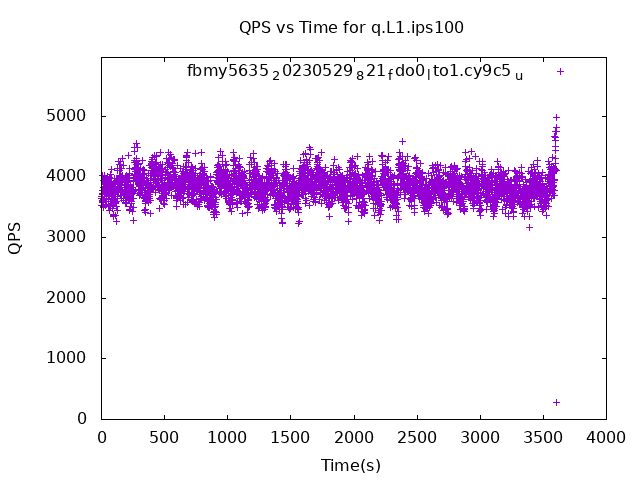 QPS vs Time for q.L1.ips100
fbmy5635_20230529_821_fdo0_lto1.cy9c5_u
5000
4000
3000
2000
1000
0
QPS
0 500 1000 1500 2000 2500 3000 3500 4000
Time(s)